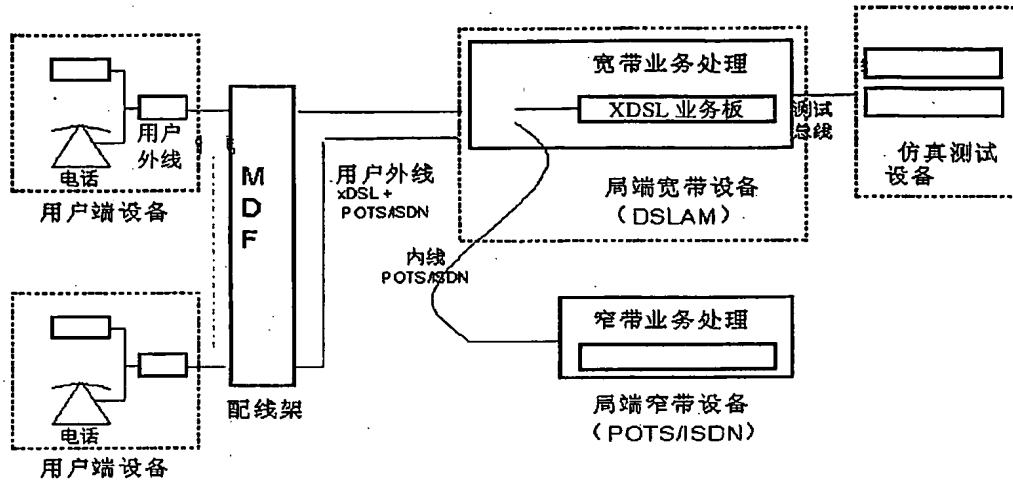 电话
用户
外线
用户端设备
MDF
配线架
用户外线
xDSL +
POTS/ISDN
宽带业务处理
XDSL 业务板
局端宽带设备
(DSLAM)
测试
总线
仿真测试
设备
内线
POTS/ISDN
窄带业务处理
局端窄带设备
(POTS/ISDN)
电话
用户端设备